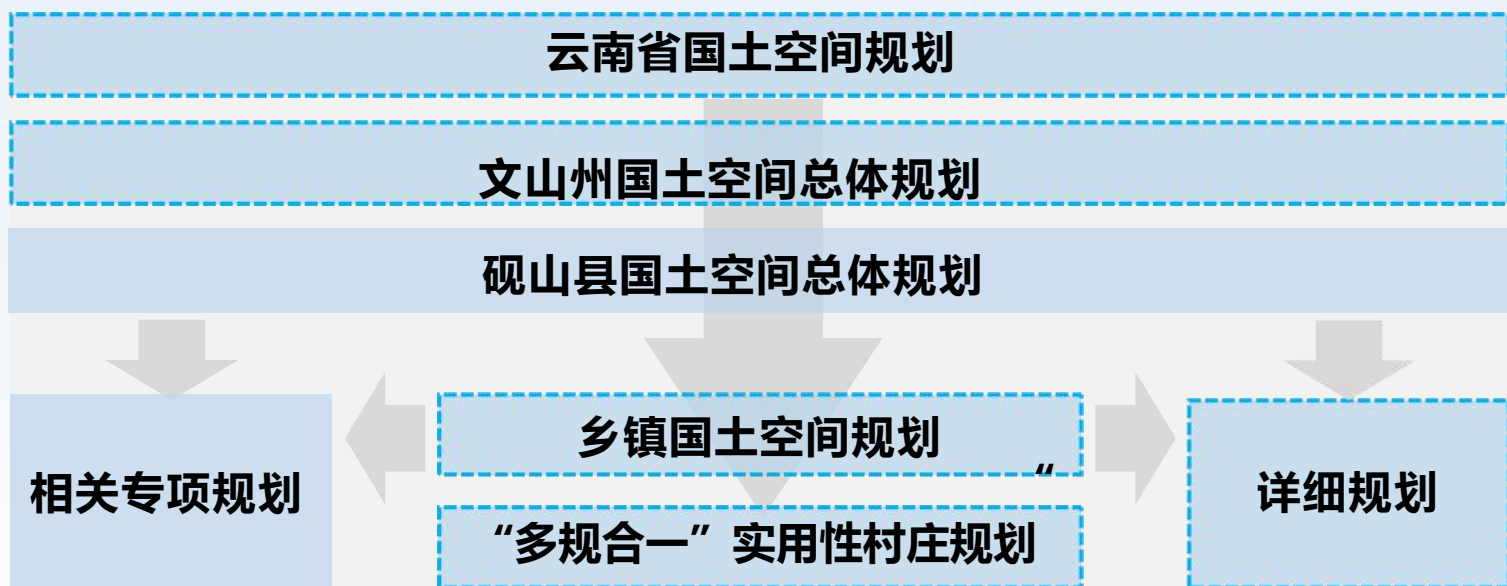 云南省国土空间规划
文山州国土空间总体规划
砚山县国土空间总体规划
乡镇国土空间规划
“
相关专项规划
详细规划
“多规合一”实用性村庄规划